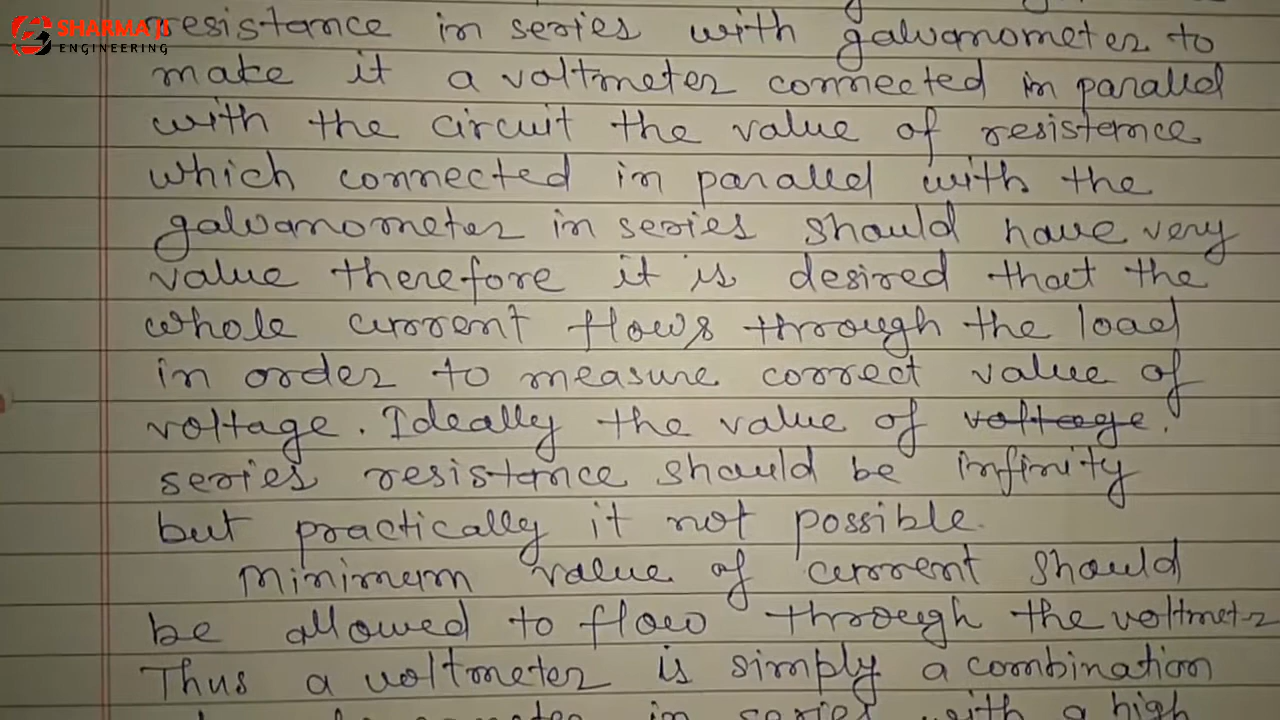 SHARMA JI
ENGINEERING
resistance in series with galvanometer to
make it a voltmeter connected in parallel
with the circuit the value of resistence
which connected in parallel with the
galvanometer in series should have very
value therefore it is desired that the
whole current flows through the load
in order to measure correct value of
voltage. Ideally the value of voltage.
series resistance should be infinity
but practically it not possible.
Minimum value of current should
be allowed to flow through the voltmeter
Thus a voltmeter is simply a combination
in series with a high